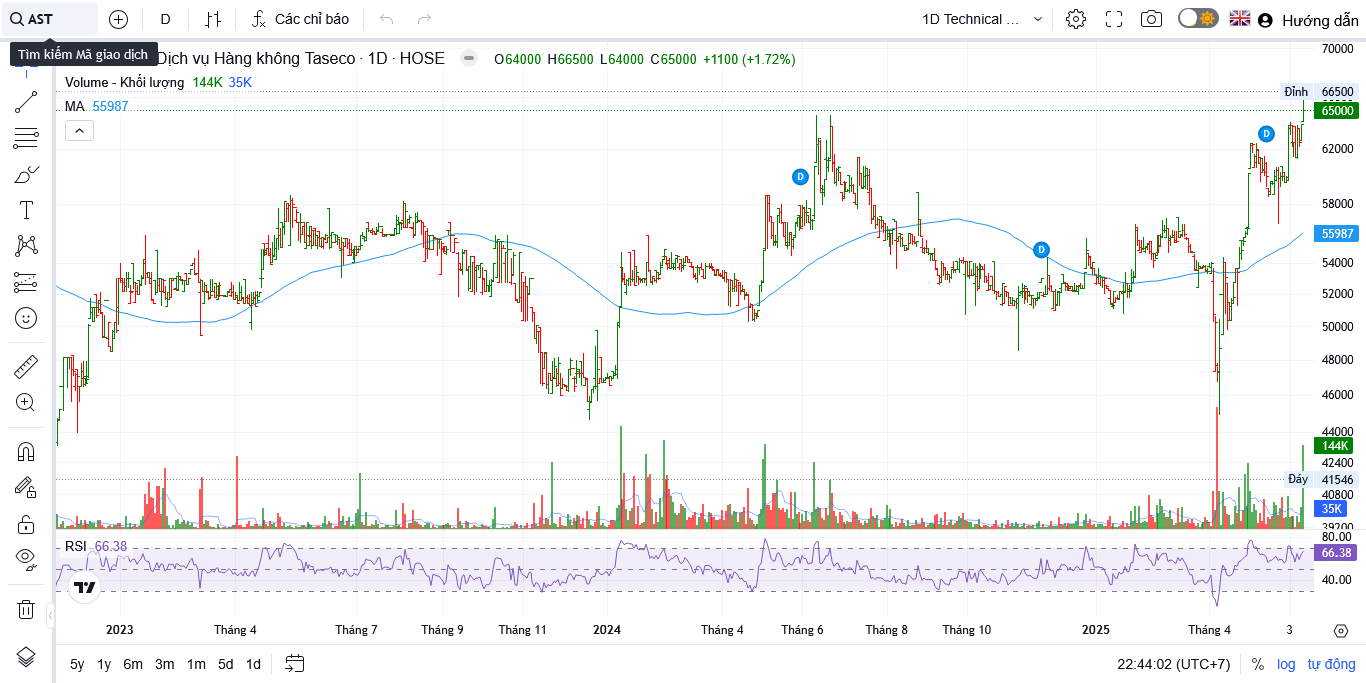 AST
D
Các chỉ báo
1D Technical ...
Hướng dẫn
Tìm kiếm Mã giao dịch
Dịch vụ Hàng không Taseco · 1D · HOSE
O64000 H66500 L64000 C65000 +1100 (+1.72%)
Volume - Khối lượng 144K 35K
MA 55987
70000
Đỉnh 66500
65000
62000
58000
55987
54000
52000
50000
48000
46000
44000
144K
42400
Đáy 41546
40800
35K
39200
D
D
D
RSI 66.38
80.00
66.38
40.00
2023 Tháng 4 Tháng 7 Tháng 9 Tháng 11 2024 Tháng 4 Tháng 6 Tháng 8 Tháng 10 2025 Tháng 4 3
5y 1y 6m 3m 1m 5d 1d
22:44:02 (UTC+7) % log tự động